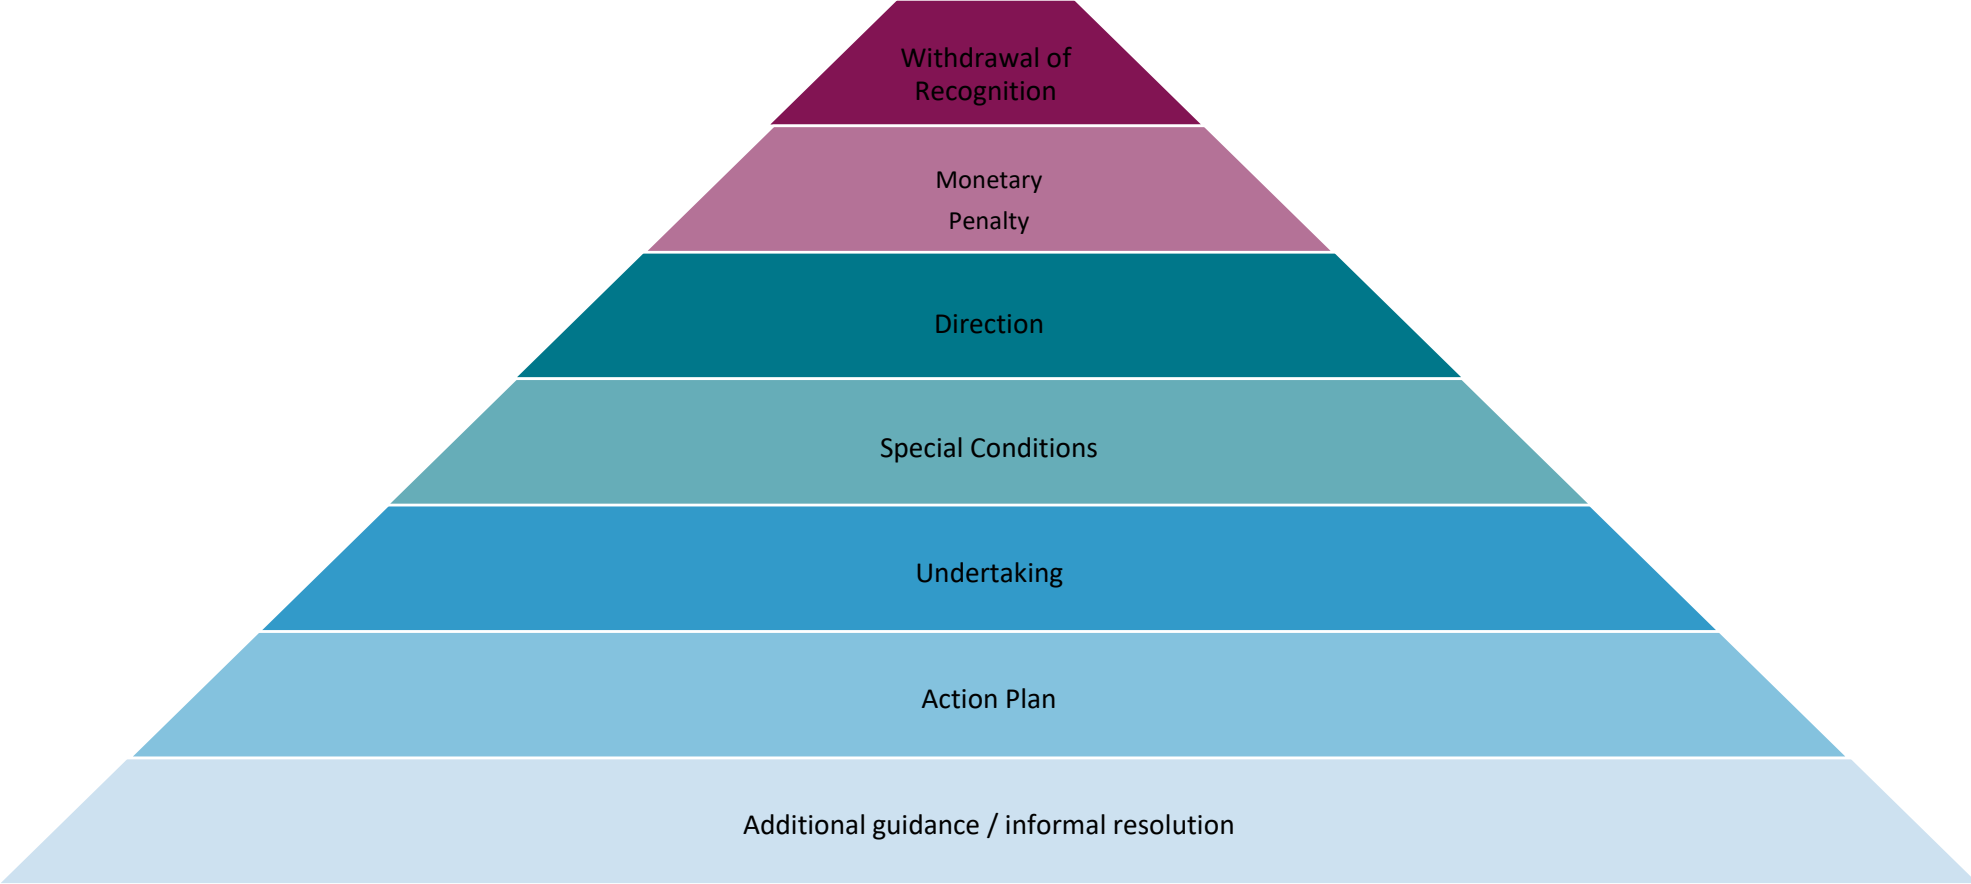 Withdrawal of
Recognition
Monetary
Penalty
Direction
Special Conditions
Undertaking
Action Plan
Additional guidance / informal resolution